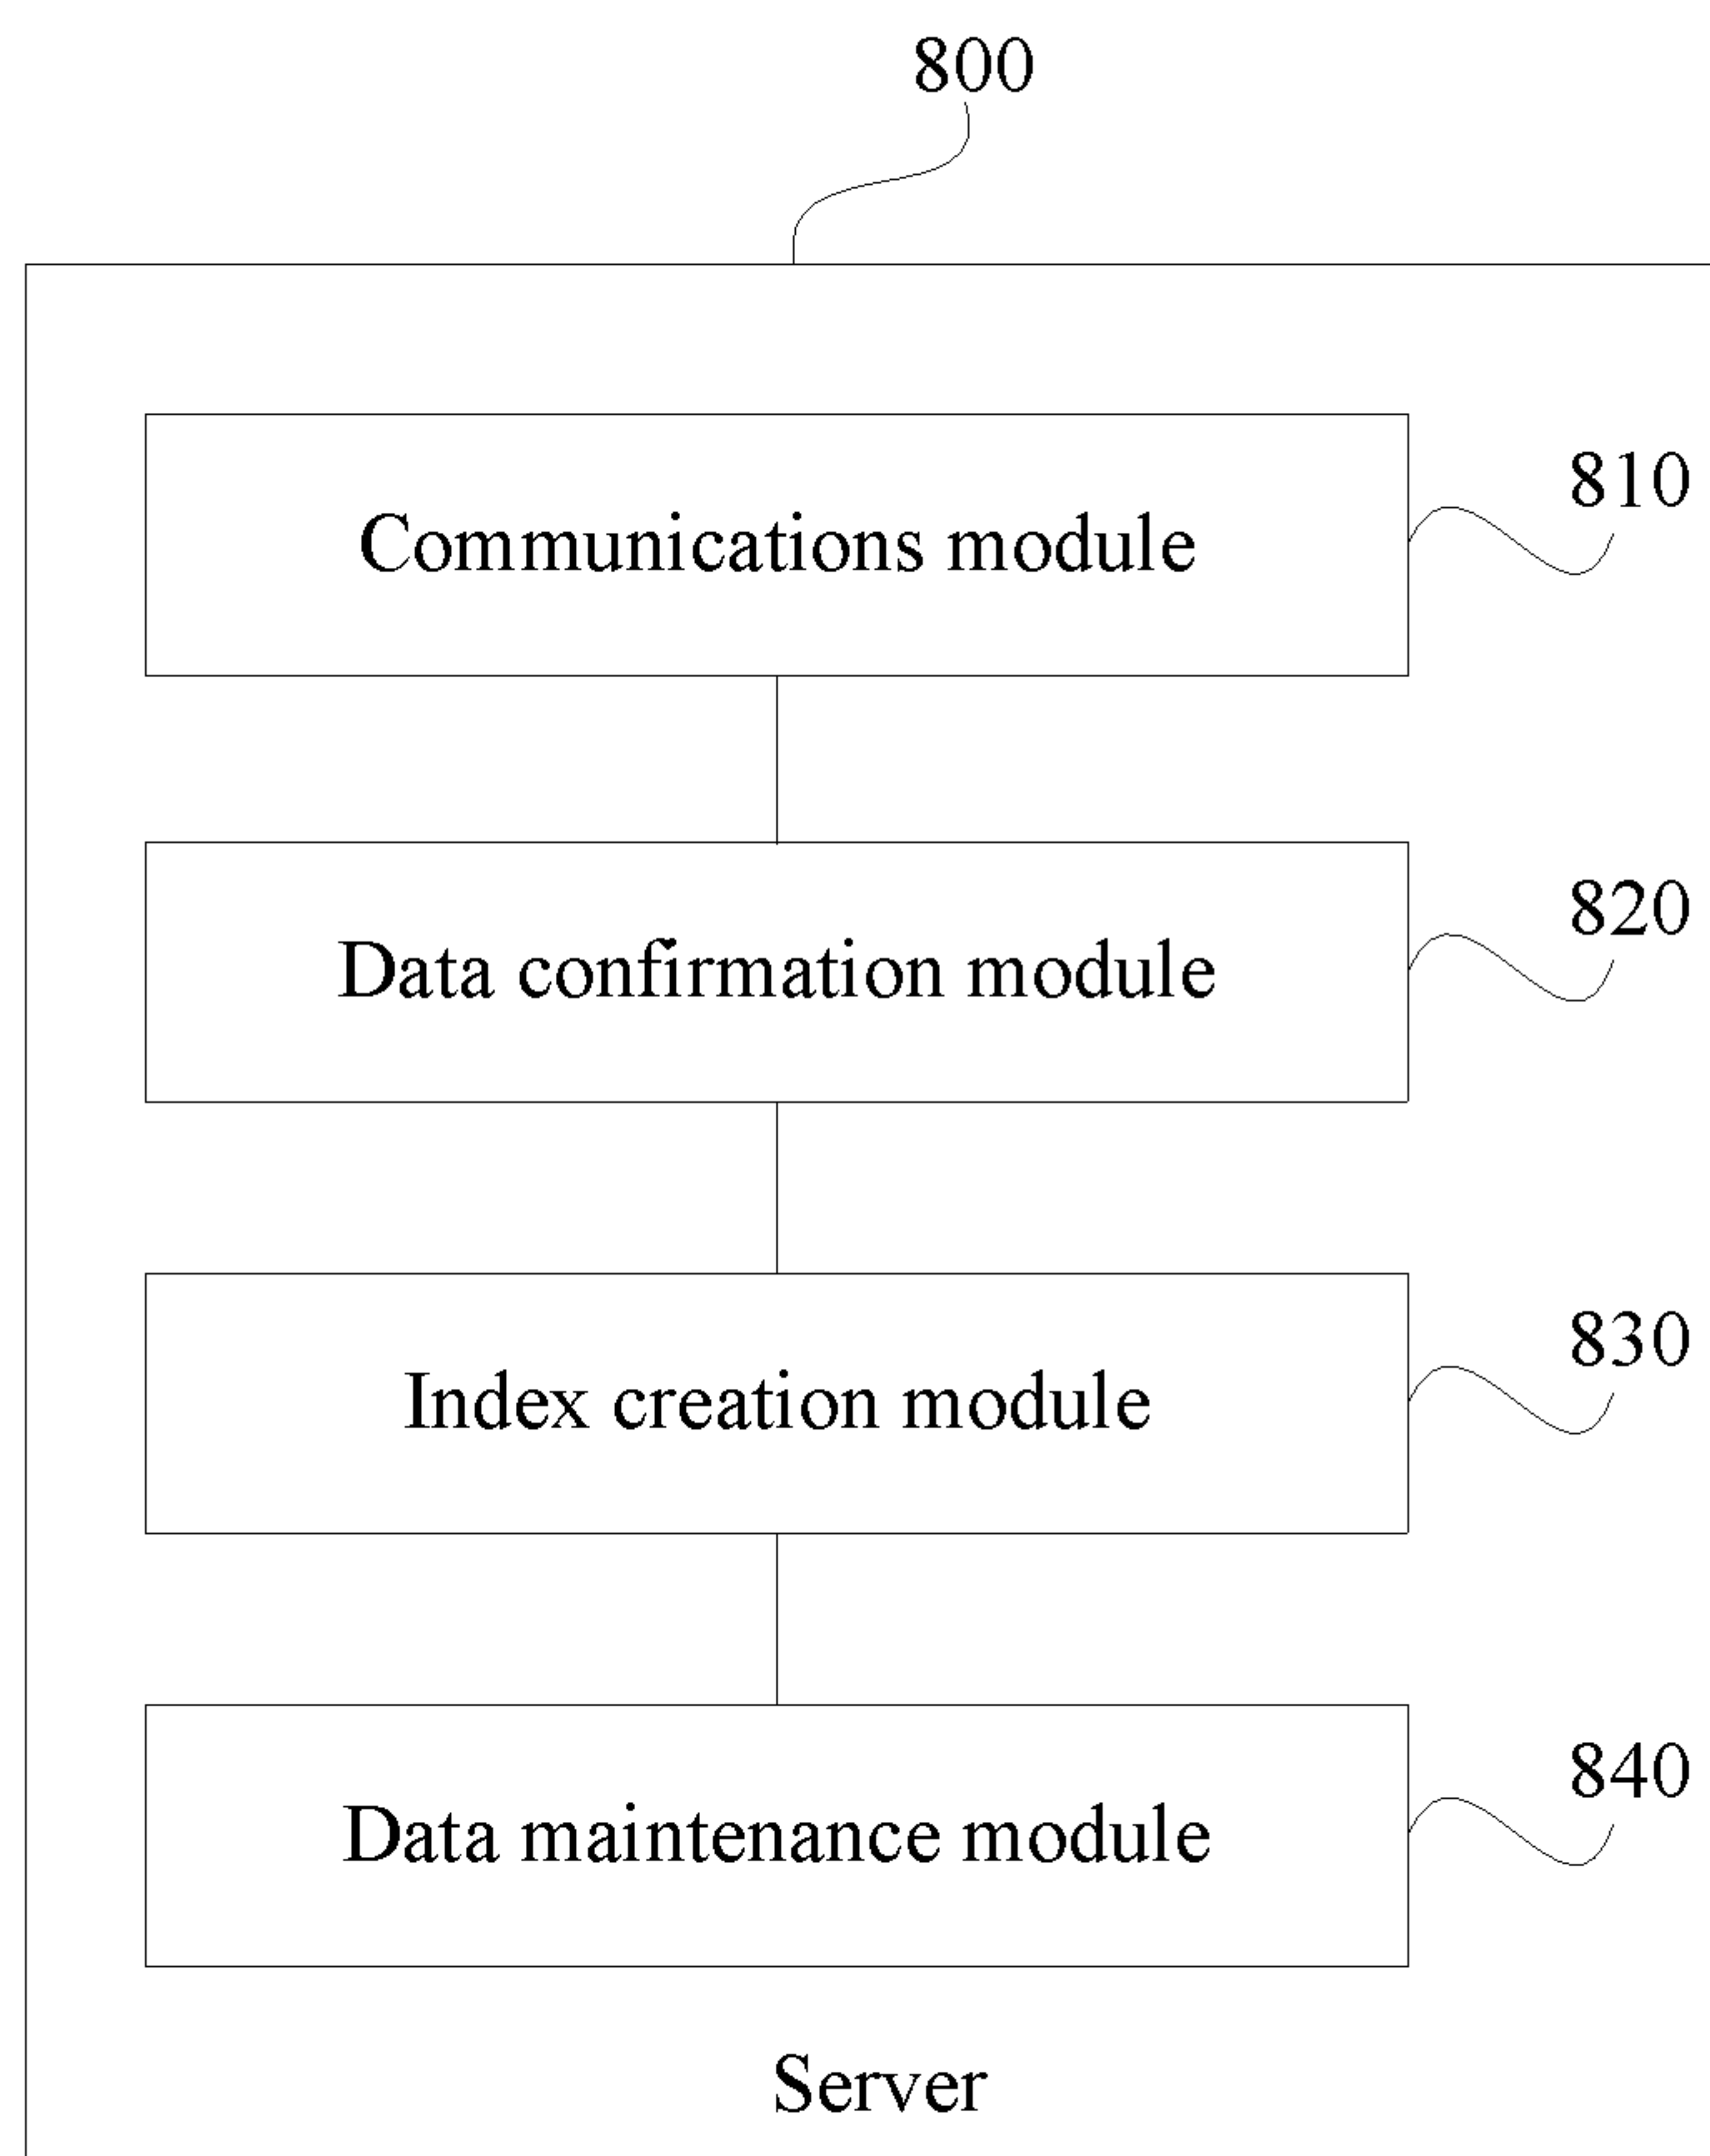 800
Communications module
810
Data confirmation module
820
Index creation module
830
Data maintenance module
840
Server